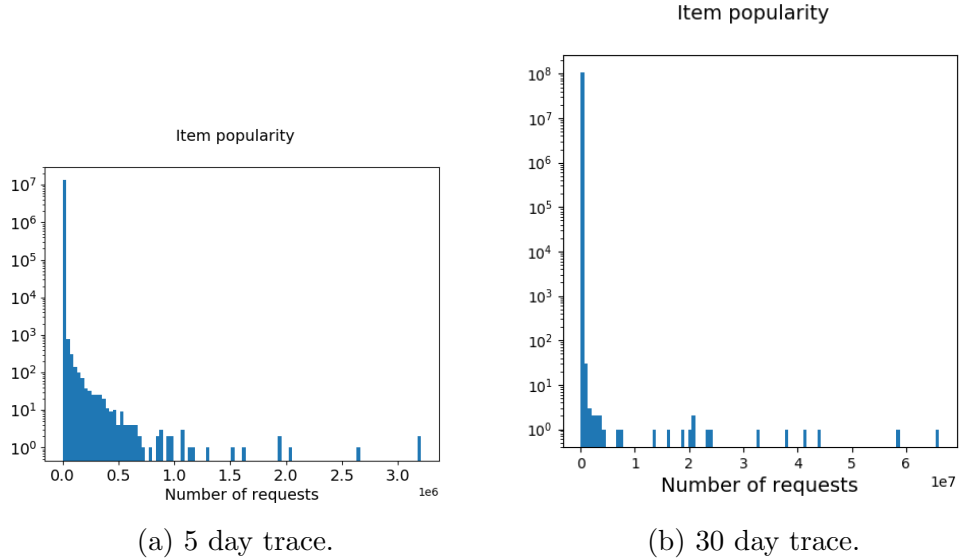 Item popularity
10^7
10^6
10^5
10^4
10^3
10^2
10^1
10^0
0.0 0.5 1.0 1.5 2.0 2.5 3.0
1e6
Number of requests
(a) 5 day trace.
Item popularity
10^8
10^7
10^6
10^5
10^4
10^3
10^2
10^1
10^0
0 1 2 3 4 5 6
1e7
Number of requests
(b) 30 day trace.